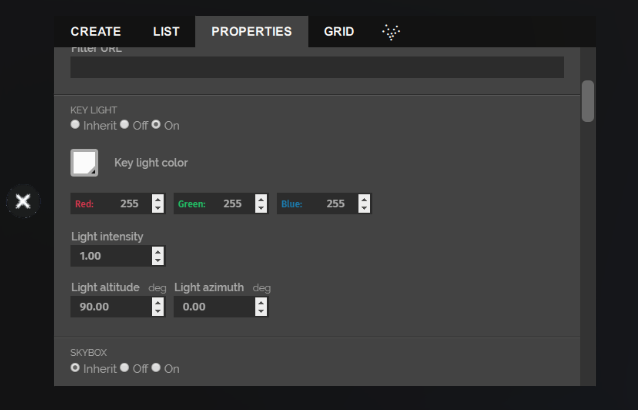 CREATE LIST PROPERTIES GRID
Filter URL
KEY LIGHT
Inherit Off On
Key light color
Red: 255 Green: 255 Blue: 255
Light intensity
1.00
Light altitude deg Light azimuth deg
90.00 0.00
SKYBOX
Inherit Off On